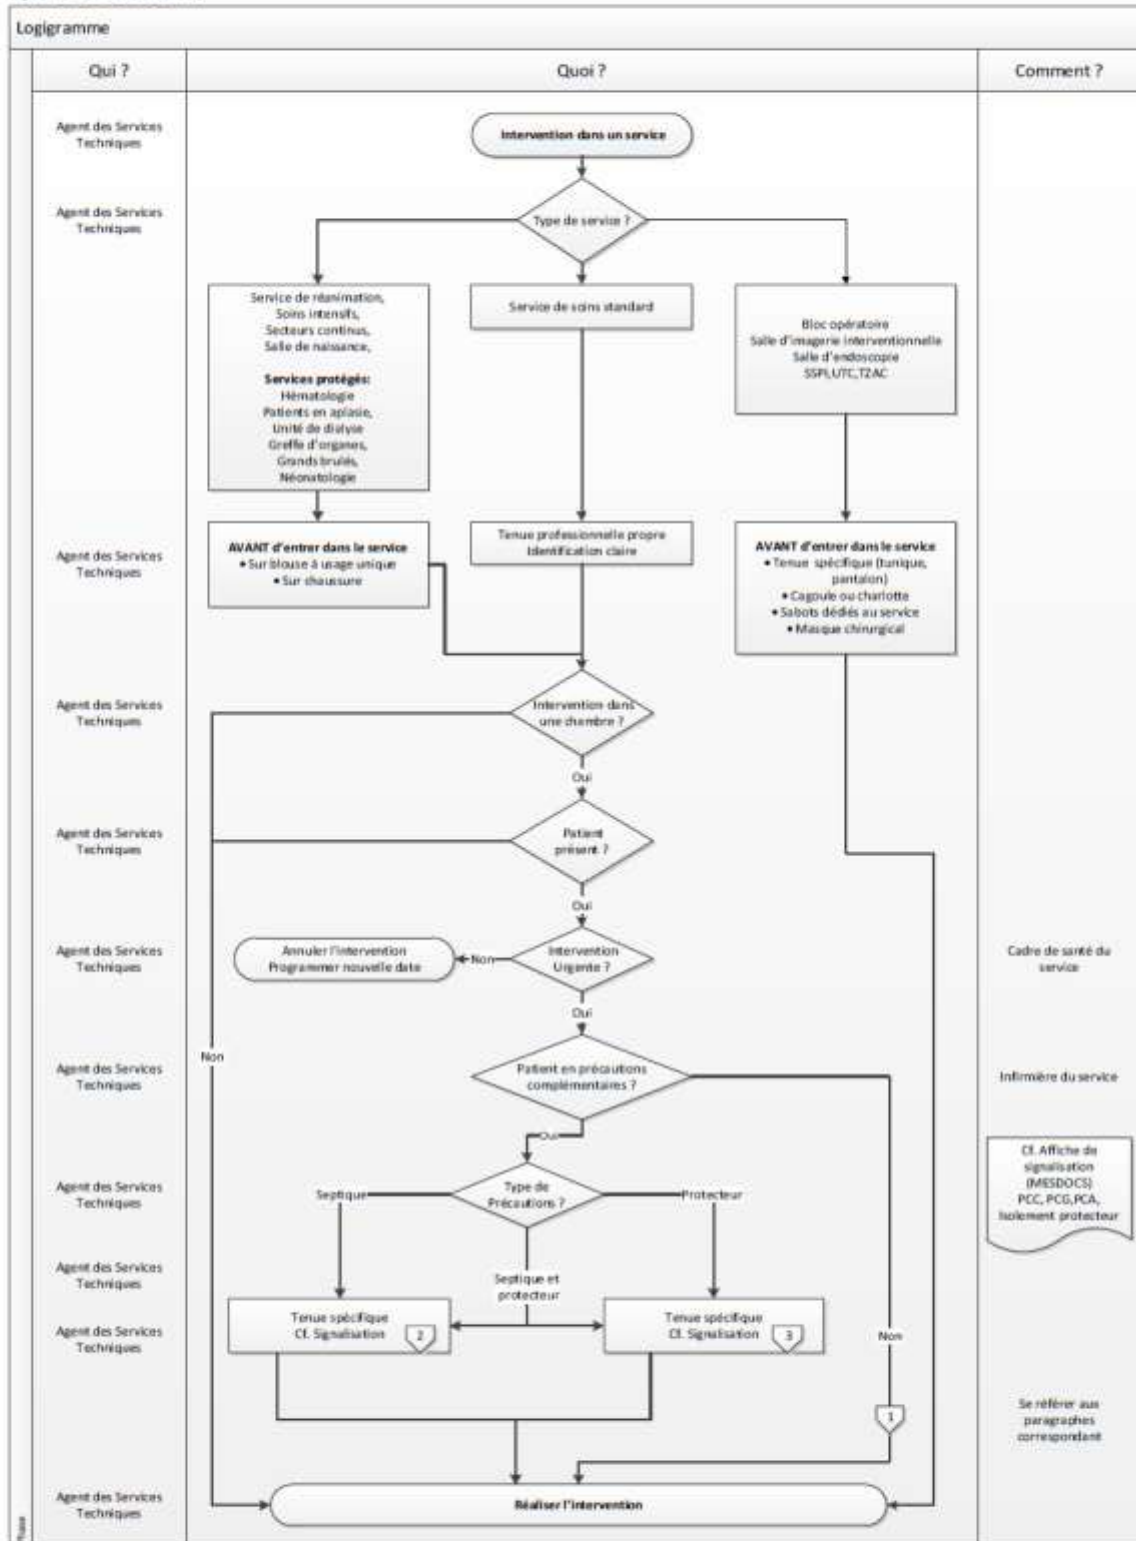 Logigramme
Qui ?
Quoi ?
Comment ?
Agent des Services
Techniques
Intervention dans un service
Agent des Services
Techniques
Type de service ?
Service de réanimation,
Soins intensifs,
Secteurs continus,
Salle de naissance,
Services protégés:
Hématologie
Patients en aplasie,
Unité de dialyse
Greffe d'organes,
Grands brulés,
Néonatologie
Service de soins standard
Bloc opératoire
Salle d'imagerie interventionnelle
Salle d'endoscopie
SSPI,UTC,TZAC
Agent des Services
Techniques
AVANT d'entrer dans le service
• Sur blouse à usage unique
• Sur chaussure
Tenue professionnelle propre
Identification claire
AVANT d'entrer dans le service
• Tenue spécifique (tunique,
pantalon)
• Cagoule ou charlotte
• Sabots dédiés au service
• Masque chirurgical
Agent des Services
Techniques
Intervention dans
une chambre ?
Oui
Agent des Services
Techniques
Patient
présent ?
Oui
Agent des Services
Techniques
Annuler l'intervention
Programmer nouvelle date
Non
Intervention
Urgente ?
Cadre de santé du
service
Oui
Non
Agent des Services
Techniques
Patient en précautions
complémentaires ?
Infirmière du service
Oui
Agent des Services
Techniques
Septique
Type de
Précautions ?
Protecteur
Cf. Affiche de
signalisation
(MESDOCS)
PCC, PCG,PCA,
Isolement protecteur
Agent des Services
Techniques
Septique et
protecteur
Agent des Services
Techniques
Tenue spécifique
Cf. Signalisation
2
Tenue spécifique
Cf. Signalisation
3
Non
1
Se référer aux
paragraphes
correspondant
Agent des Services
Techniques
Réaliser l'intervention
Phase